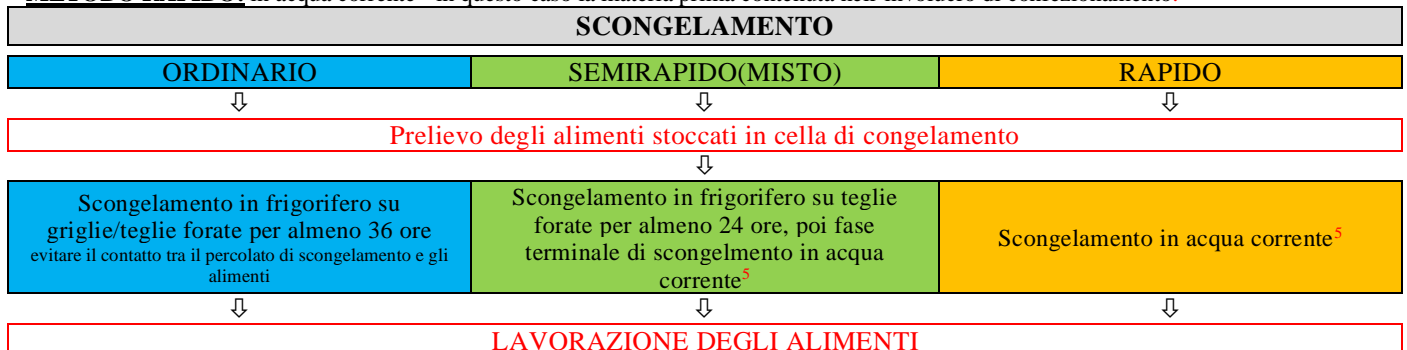 SCONGELAMENTO
ORDINARIO
SEMIRAPIDO(MISTO)
RAPIDO
⇩ ⇩ ⇩
Prelievo degli alimenti stoccati in cella di congelamento
⇩
Scongelamento in frigorifero su
griglie/teglie forate per almeno 36 ore
evitare il contatto tra il percolato di scongelamento e gli
alimenti
Scongelamento in frigorifero su teglie
forate per almeno 24 ore, poi fase
terminale di scongelmento in acqua
corrente⁵
Scongelamento in acqua corrente⁵
⇩ ⇩ ⇩
LAVORAZIONE DEGLI ALIMENTI